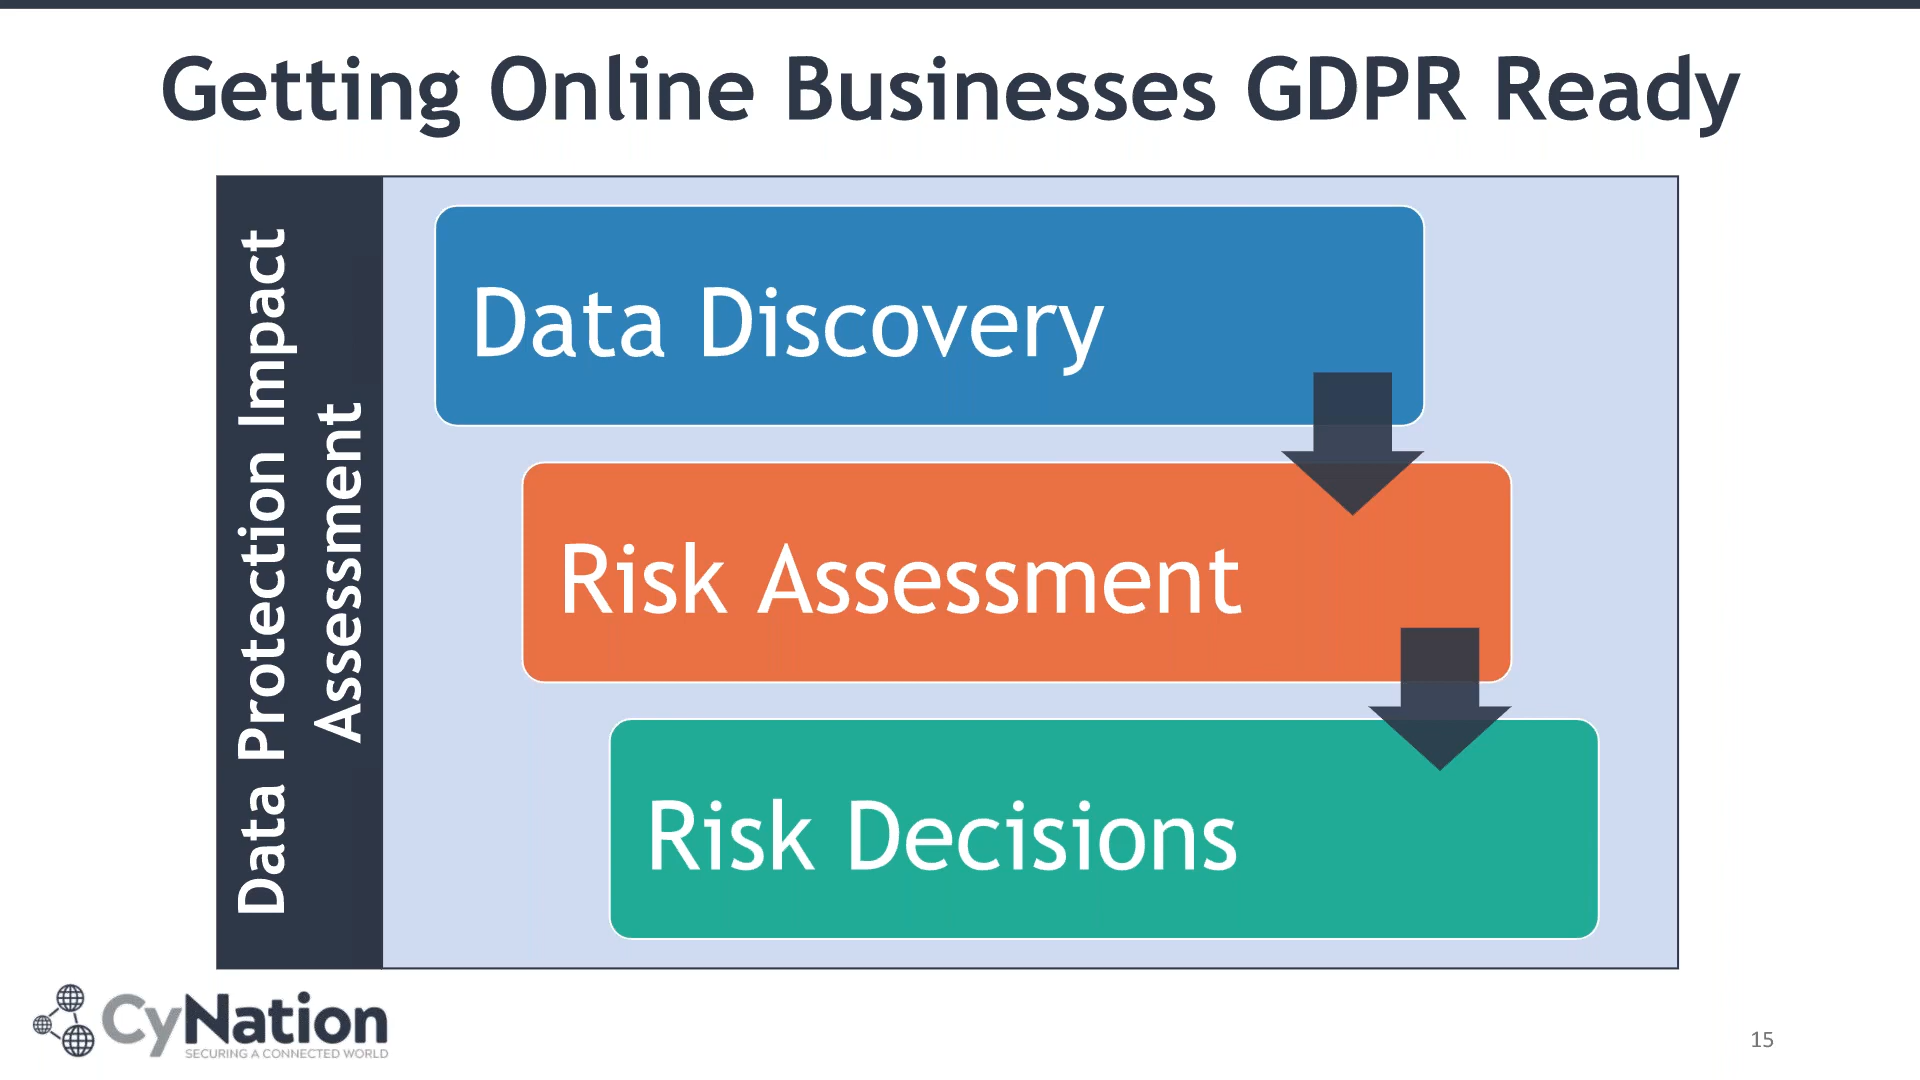 Getting Online Businesses GDPR Ready
Data Protection Impact
Assessment
Data Discovery
Risk Assessment
Risk Decisions
CyNation
SECURING A CONNECTED WORLD
15